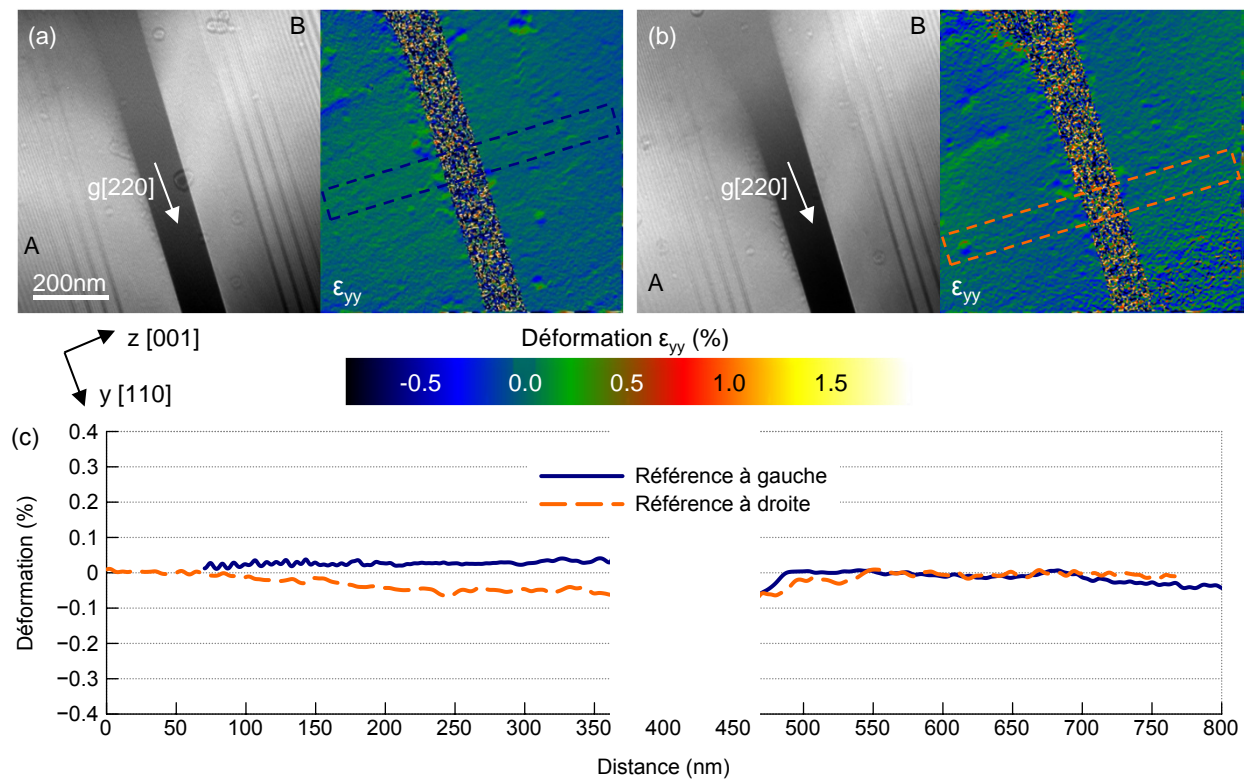 (a)
B
g[220]
A
200nm
εyy
(b)
B
g[220]
A
εyy
z [001]
y [110]
Déformation εyy (%)
-0.5 0.0 0.5 1.0 1.5
(c)
Déformation (%)
0.4
0.3
0.2
0.1
0
−0.1
−0.2
−0.3
−0.4
Référence à gauche
Référence à droite
0 50 100 150 200 250 300 350 400 450 500 550 600 650 700 750 800
Distance (nm)